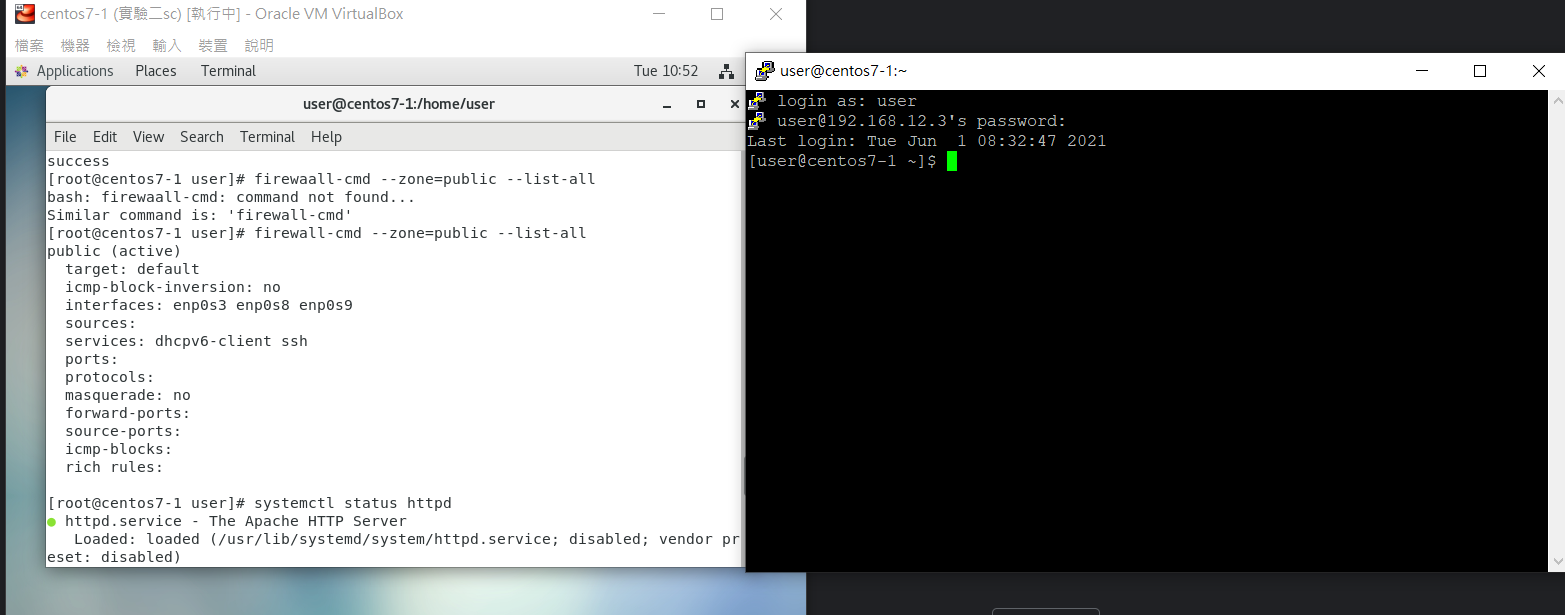 centos7-1 (實驗二sc) [執行中] - Oracle VM VirtualBox
檔案 機器 檢視 輸入 裝置 說明
Applications Places Terminal Tue 10:52
user@centos7-1:/home/user
File Edit View Search Terminal Help
success
[root@centos7-1 user]# firewaall-cmd --zone=public --list-all
bash: firewaall-cmd: command not found...
Similar command is: 'firewall-cmd'
[root@centos7-1 user]# firewall-cmd --zone=public --list-all
public (active)
  target: default
  icmp-block-inversion: no
  interfaces: enp0s3 enp0s8 enp0s9
  sources:
  services: dhcpv6-client ssh
  ports:
  protocols:
  masquerade: no
  forward-ports:
  source-ports:
  icmp-blocks:
  rich rules:
[root@centos7-1 user]# systemctl status httpd
● httpd.service - The Apache HTTP Server
   Loaded: loaded (/usr/lib/systemd/system/httpd.service; disabled; vendor pr
eset: disabled)
user@centos7-1:~
login as: user
user@192.168.12.3's password:
Last login: Tue Jun  1 08:32:47 2021
[user@centos7-1 ~]$